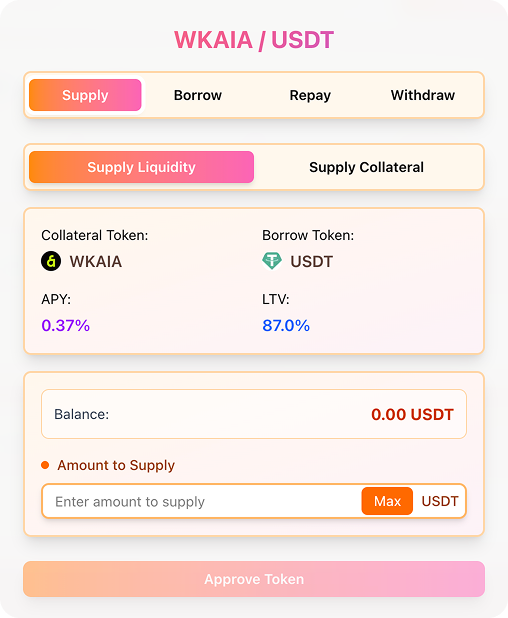 WKAIA / USDT
Supply Borrow Repay Withdraw
Supply Liquidity Supply Collateral
Collateral Token: Borrow Token:
WKAIA USDT
APY: LTV:
0.37% 87.0%
Balance: 0.00 USDT
Amount to Supply
Enter amount to supply Max USDT
Approve Token